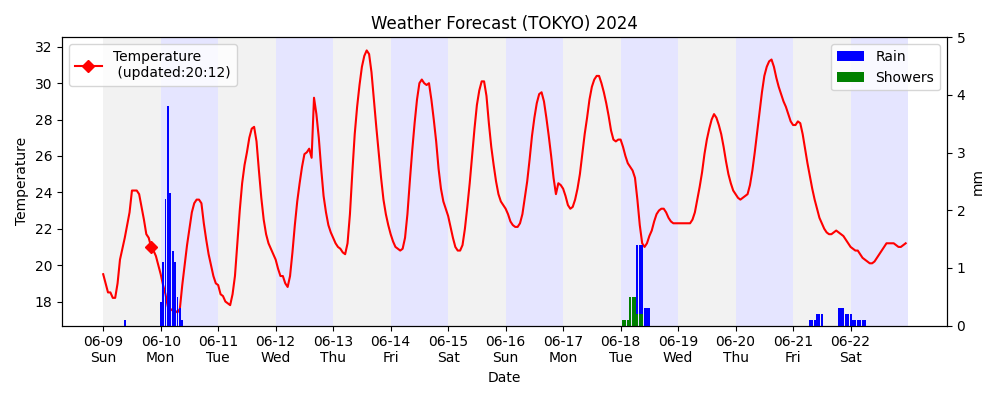 Weather Forecast (TOKYO) 2024
Temperature
(updated:20:12)
Rain
Showers
32
30
28
26
24
22
20
18
Temperature
5
4
3
2
1
0
mm
06-09 06-10 06-11 06-12 06-13 06-14 06-15 06-16 06-17 06-18 06-19 06-20 06-21 06-22
Sun Mon Tue Wed Thu Fri Sat Sun Mon Tue Wed Thu Fri Sat
Date